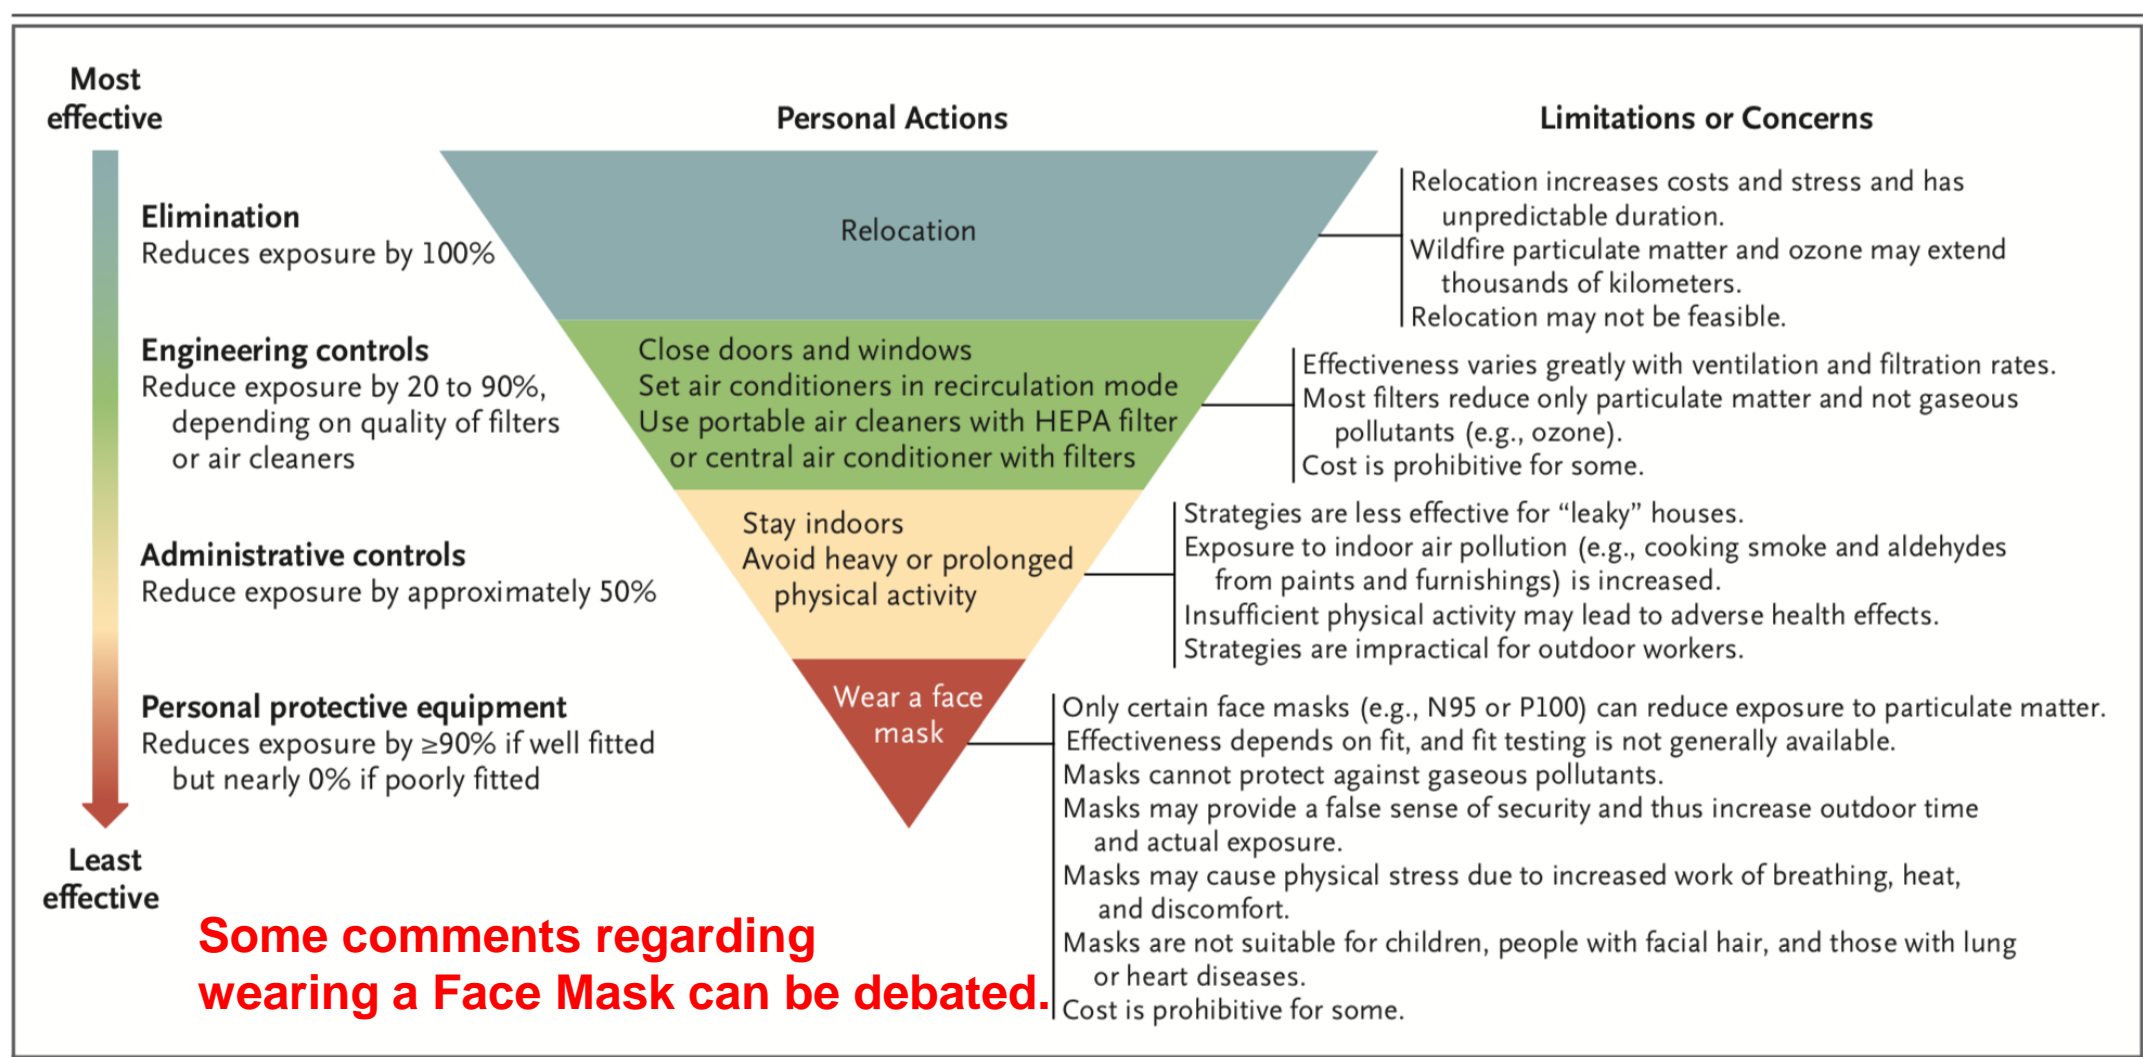 Most
effective
Personal Actions
Limitations or Concerns
Elimination
Reduces exposure by 100%
Relocation
Relocation increases costs and stress and has
unpredictable duration.
Wildfire particulate matter and ozone may extend
thousands of kilometers.
Relocation may not be feasible.
Engineering controls
Reduce exposure by 20 to 90%,
depending on quality of filters
or air cleaners
Close doors and windows
Set air conditioners in recirculation mode
Use portable air cleaners with HEPA filter
or central air conditioner with filters
Effectiveness varies greatly with ventilation and filtration rates.
Most filters reduce only particulate matter and not gaseous
pollutants (e.g., ozone).
Cost is prohibitive for some.
Administrative controls
Reduce exposure by approximately 50%
Stay indoors
Avoid heavy or prolonged
physical activity
Strategies are less effective for “leaky” houses.
Exposure to indoor air pollution (e.g., cooking smoke and aldehydes
from paints and furnishings) is increased.
Insufficient physical activity may lead to adverse health effects.
Strategies are impractical for outdoor workers.
Personal protective equipment
Reduces exposure by ≥90% if well fitted
but nearly 0% if poorly fitted
Wear a face
mask
Only certain face masks (e.g., N95 or P100) can reduce exposure to particulate matter.
Effectiveness depends on fit, and fit testing is not generally available.
Masks cannot protect against gaseous pollutants.
Masks may provide a false sense of security and thus increase outdoor time
and actual exposure.
Masks may cause physical stress due to increased work of breathing, heat,
and discomfort.
Masks are not suitable for children, people with facial hair, and those with lung
or heart diseases.
Cost is prohibitive for some.
Least
effective
Some comments regarding
wearing a Face Mask can be debated.